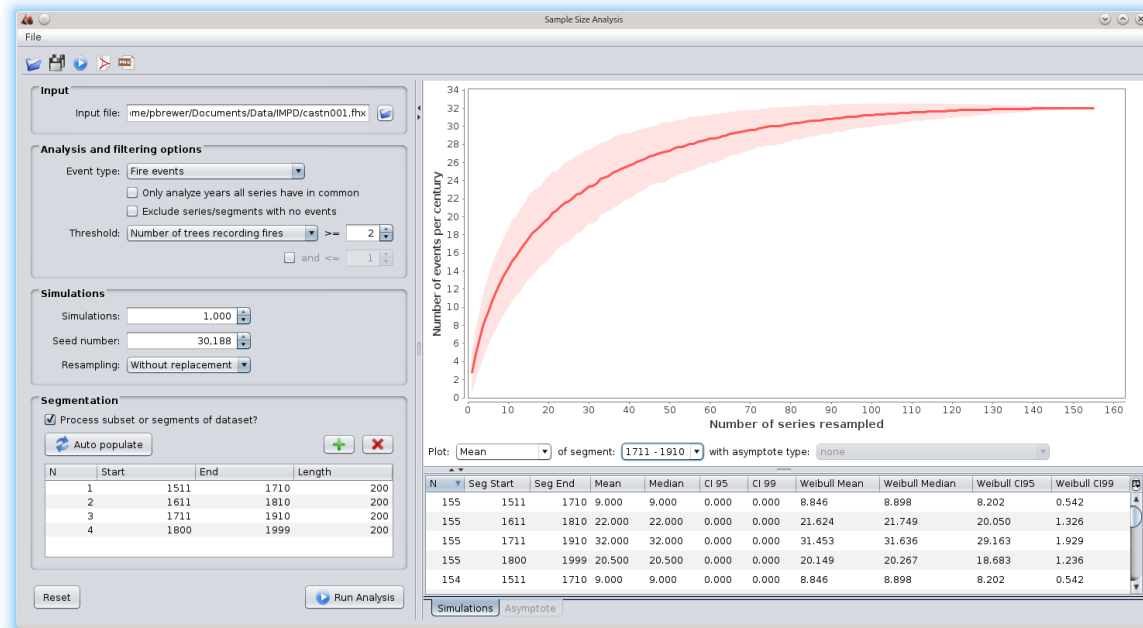 Sample Size Analysis
File
Input
Input file: ome/pbrewer/Documents/Data/IMPD/castn001.fhx
Analysis and filtering options
Event type: Fire events
Only analyze years all series have in common
Exclude series/segments with no events
Threshold: Number of trees recording fires >= 2
and <= 1
Simulations
Simulations: 1,000
Seed number: 30,188
Resampling: Without replacement
Segmentation
Process subset or segments of dataset?
Auto populate
N Start End Length
1 1511 1710 200
2 1611 1810 200
3 1711 1910 200
4 1800 1999 200
Reset Run Analysis
Number of events per century
34
32
30
28
26
24
22
20
18
16
14
12
10
8
6
4
2
0
0 10 20 30 40 50 60 70 80 90 100 110 120 130 140 150 160
Number of series resampled
Plot: Mean of segment: 1711 - 1910 with asymptote type: none
N Seg Start Seg End Mean Median CI 95 CI 99 Weibull Mean Weibull Median Weibull CI95 Weibull CI99
155 1511 1710 9.000 9.000 0.000 0.000 8.846 8.898 8.202 0.542
155 1611 1810 22.000 22.000 0.000 0.000 21.624 21.749 20.050 1.326
155 1711 1910 32.000 32.000 0.000 0.000 31.453 31.636 29.163 1.929
155 1800 1999 20.500 20.500 0.000 0.000 20.149 20.267 18.683 1.236
154 1511 1710 9.000 9.000 0.000 0.000 8.846 8.898 8.202 0.542
Simulations Asymptote